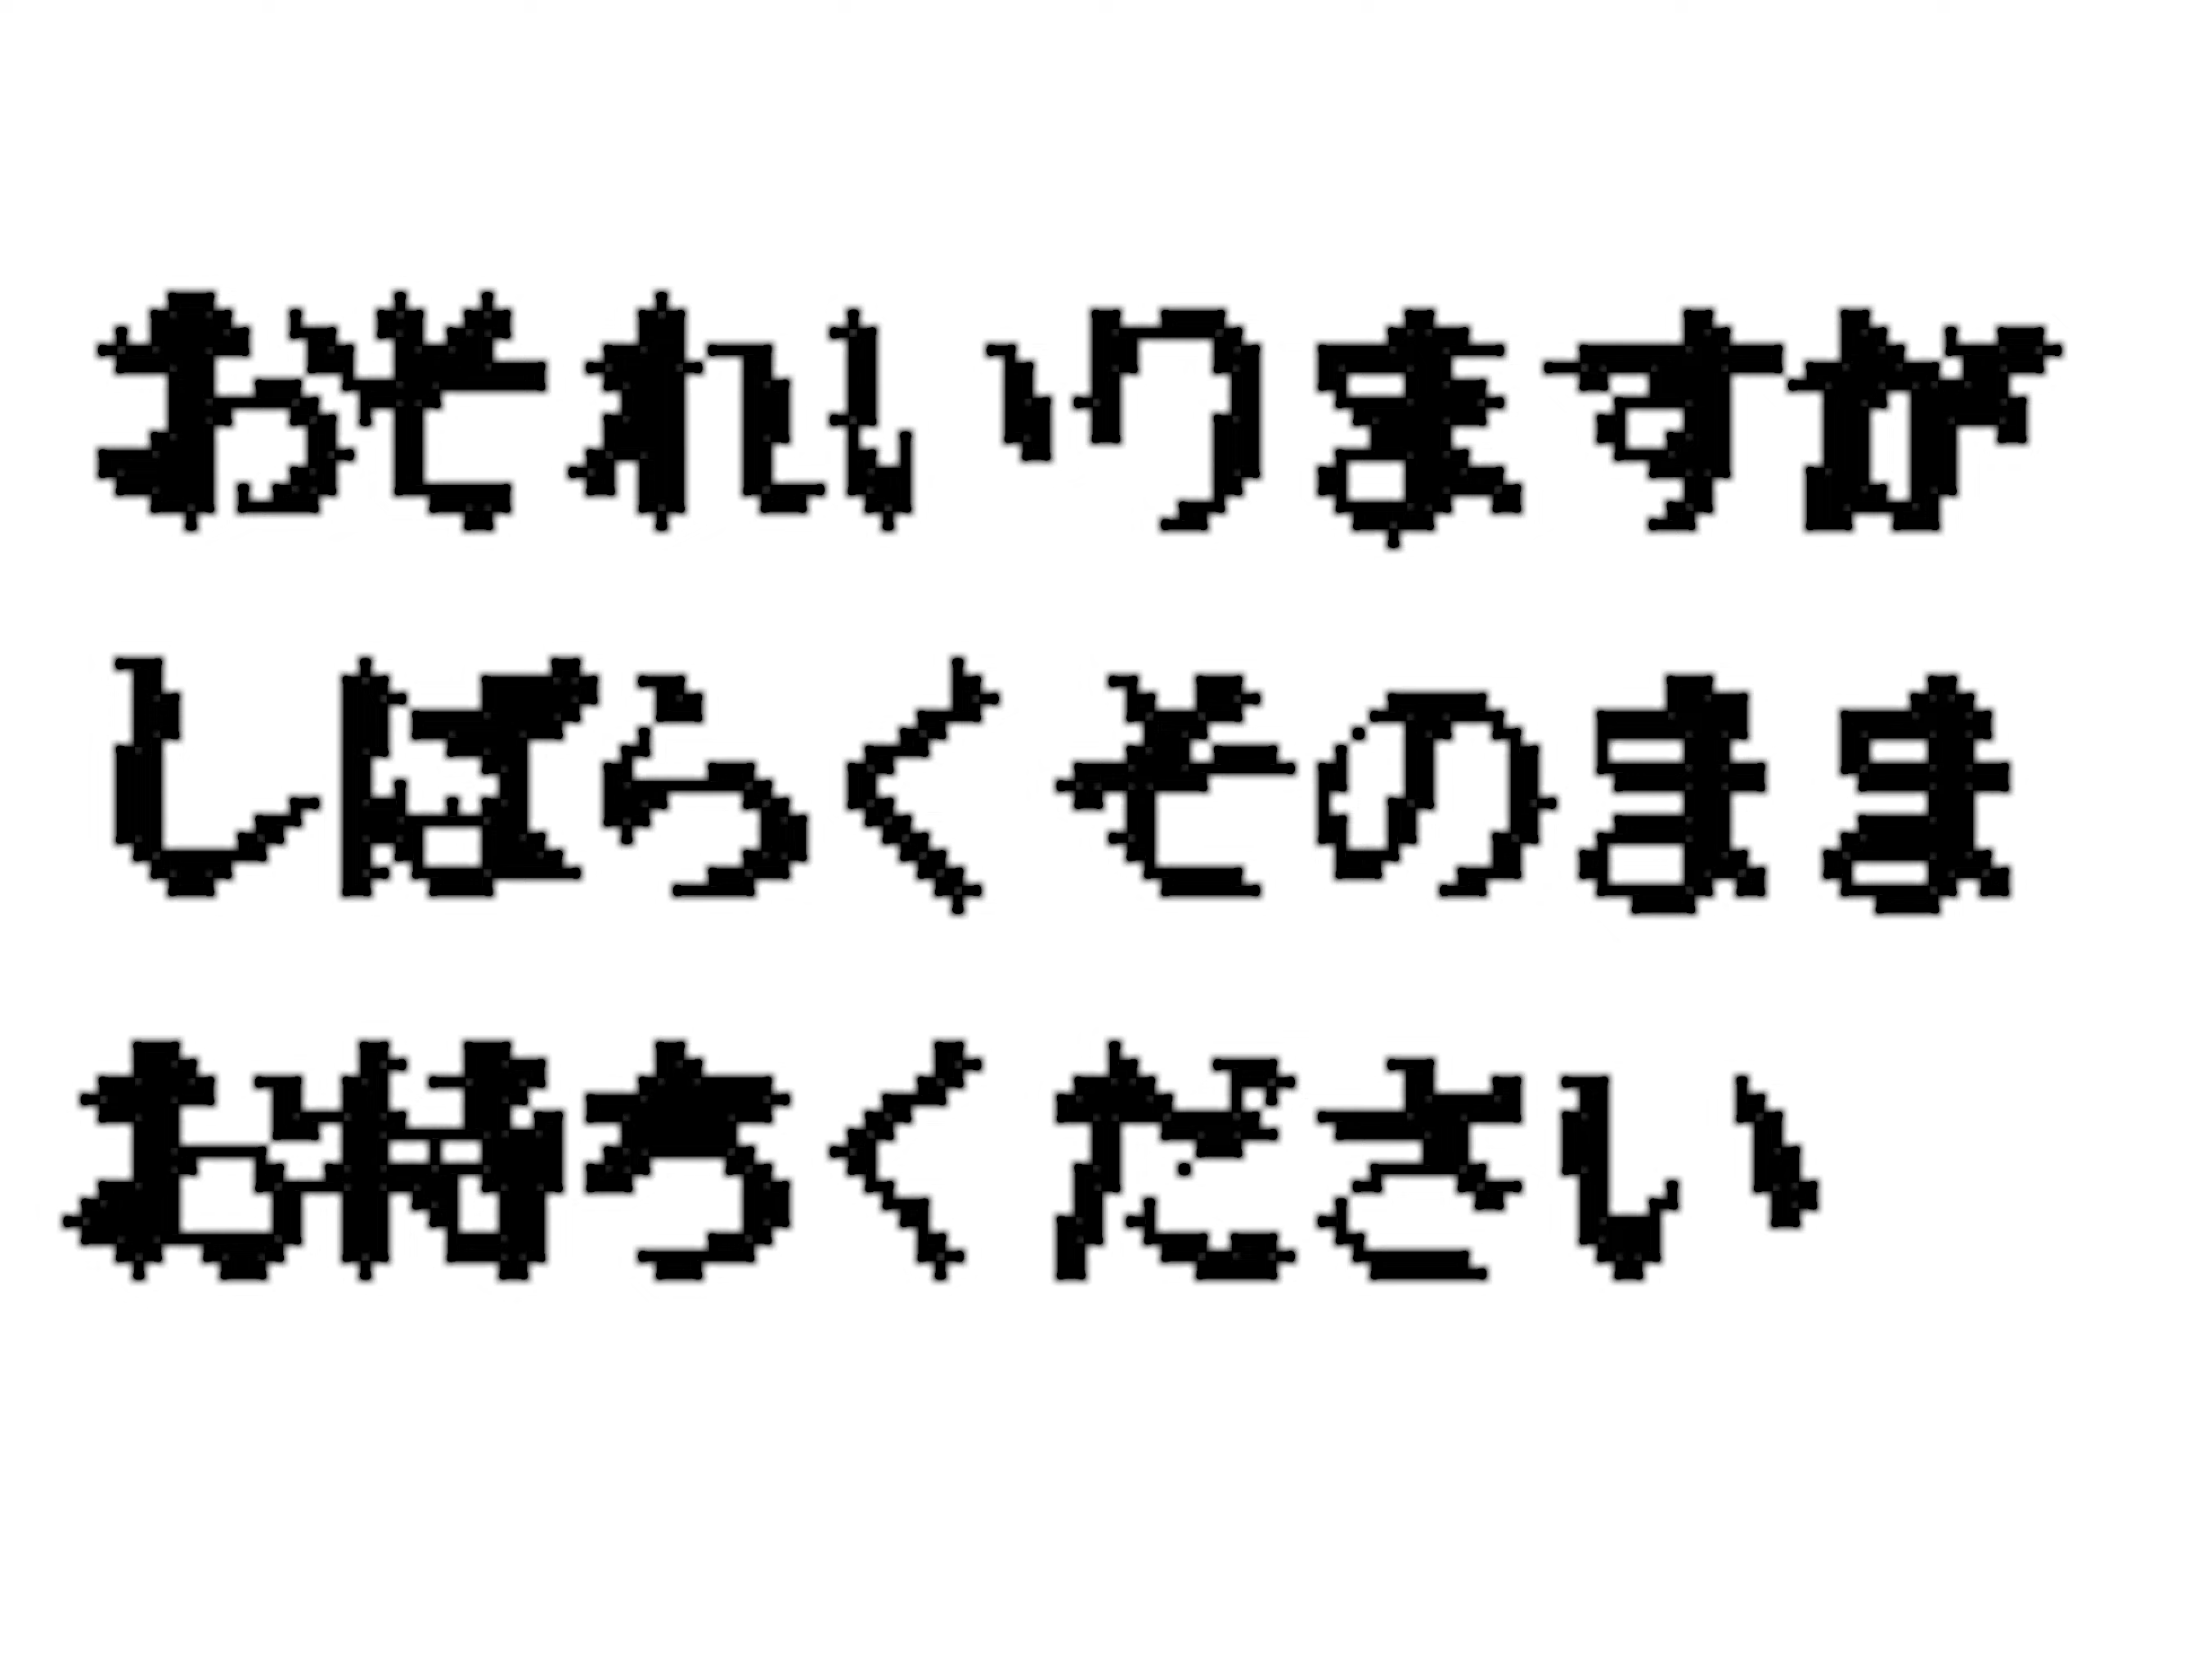 おそれいりますが
しばらくそのまま
お待ちください